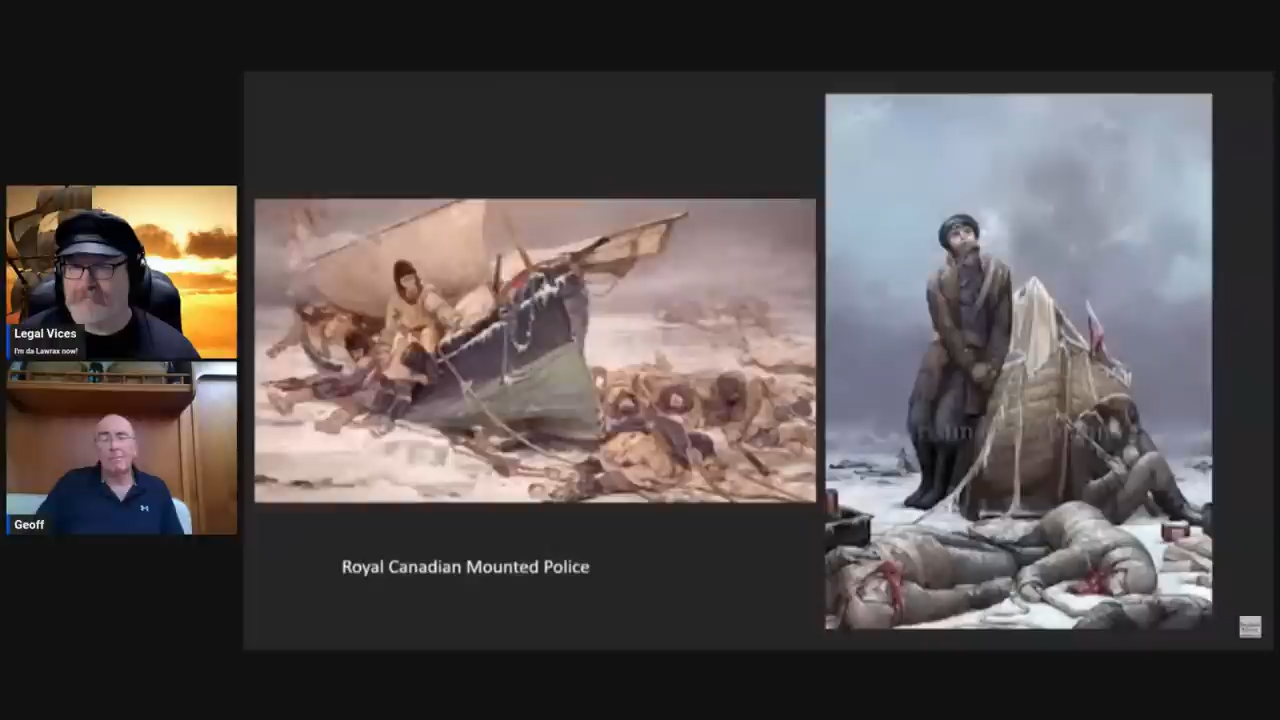 Legal Vices
I'm da Lawrax now!
Geoff
Royal Canadian Mounted Police